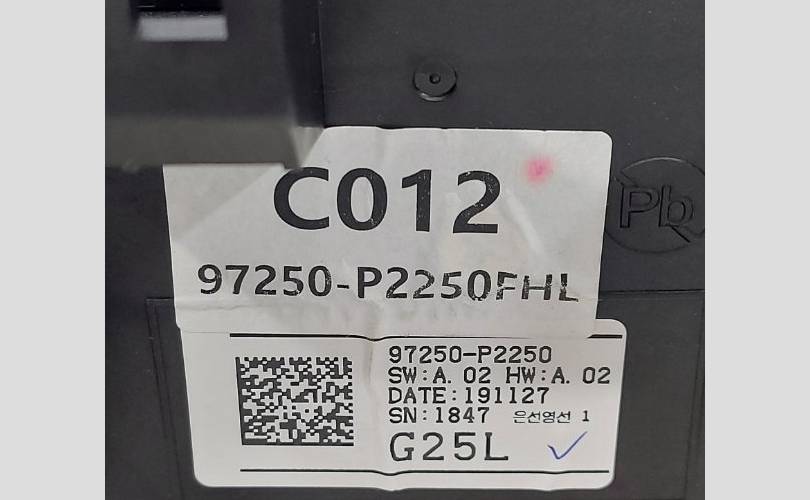 C012
97250-P2250FHL
Pb
97250-P2250
SW:A. 02 HW:A. 02
DATE:191127
SN:1847 은선영선 1
G25L